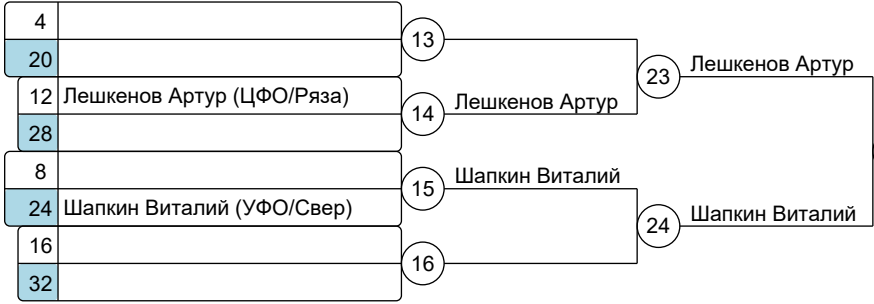 4
20
13
12 Лешкенов Артур (ЦФО/Ряза)
28
14
Лешкенов Артур
23
Лешкенов Артур
8
24 Шапкин Виталий (УФО/Свер)
15
Шапкин Виталий
16
32
16
24
Шапкин Виталий